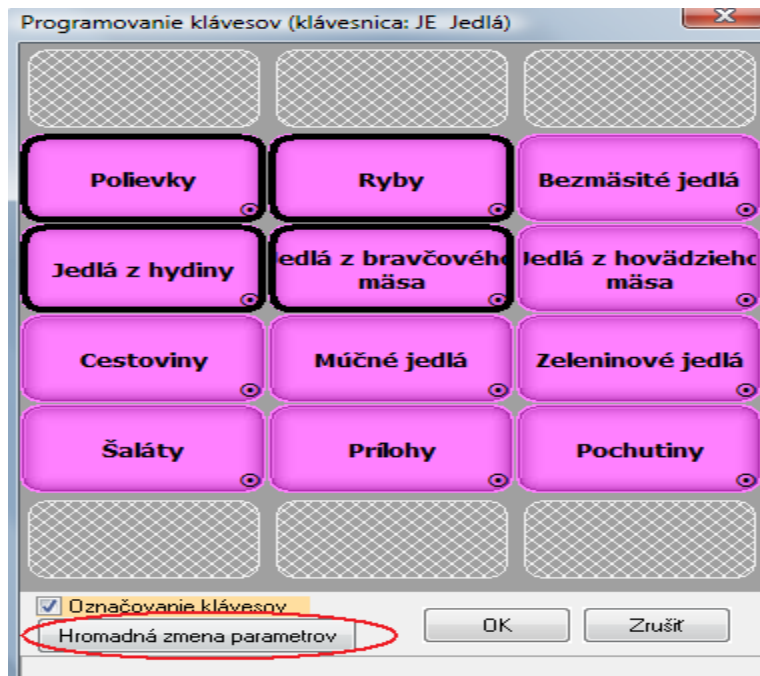 Programovanie klávesov (klávesnica: JE Jedlá)
Polievky
Ryby
Bezmäsité jedlá
Jedlá z hydiny
edlá z bravčovéh
mäsa
Jedlá z hovädzieho
mäsa
Cestoviny
Múčné jedlá
Zeleninové jedlá
Šaláty
Prílohy
Pochutiny
Označovanie klávesov
Hromadná zmena parametrov
OK
Zrušiť